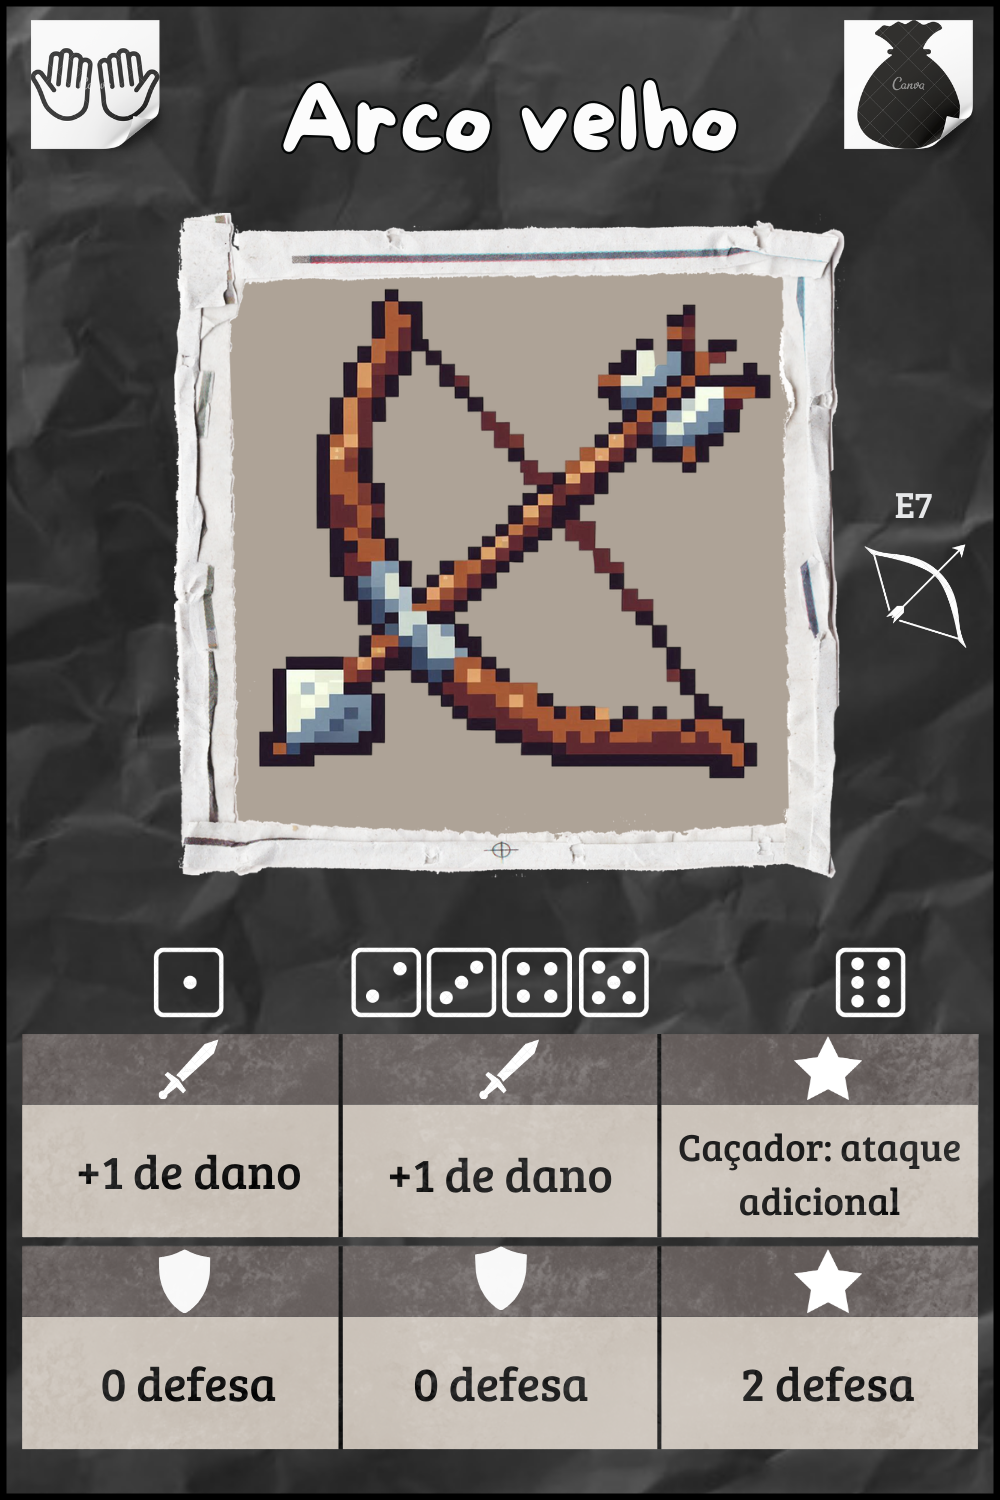 Canva
Arco velho
E7
+1 de dano
+1 de dano
Caçador: ataque
adicional
0 defesa
0 defesa
2 defesa